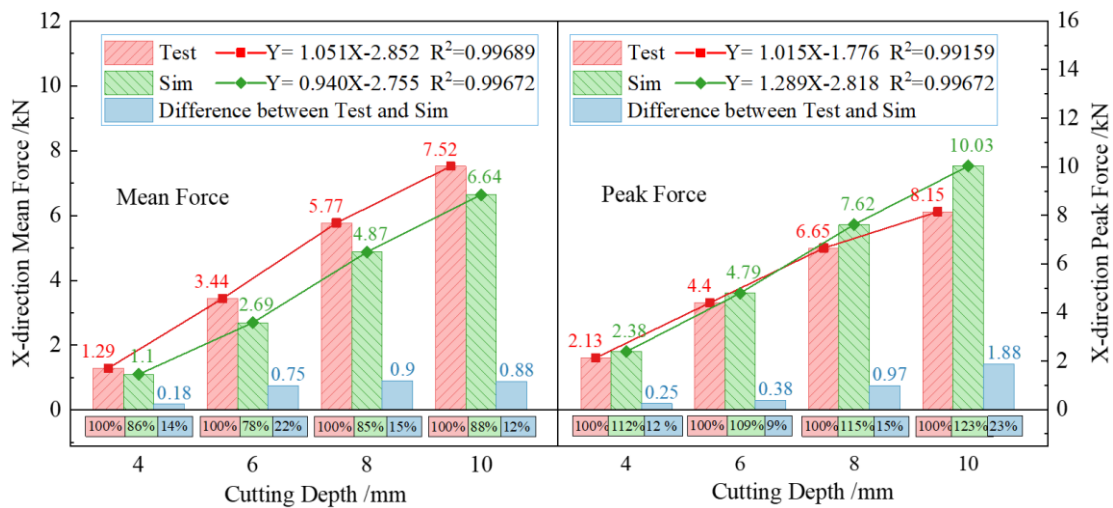 12
10
8
6
4
2
0
X-direction Mean Force /kN
Test Y= 1.051X-2.852 R²=0.99689
Sim Y= 0.940X-2.755 R²=0.99672
Difference between Test and Sim
Mean Force
1.29
1.1
0.18
3.44
2.69
0.75
5.77
4.87
0.9
7.52
6.64
0.88
100% 86% 14% 100% 78% 22% 100% 85% 15% 100% 88% 12%
4 6 8 10
Cutting Depth /mm
Test Y= 1.015X-1.776 R²=0.99159
Sim Y= 1.289X-2.818 R²=0.99672
Difference between Test and Sim
Peak Force
2.13
2.38
0.25
4.4
4.79
0.38
6.65
7.62
0.97
8.15
10.03
1.88
100% 112% 12 % 100% 109% 9% 100% 115% 15% 100% 123% 23%
4 6 8 10
Cutting Depth /mm
16
14
12
10
8
6
4
2
0
X-direction Peak Force /kN